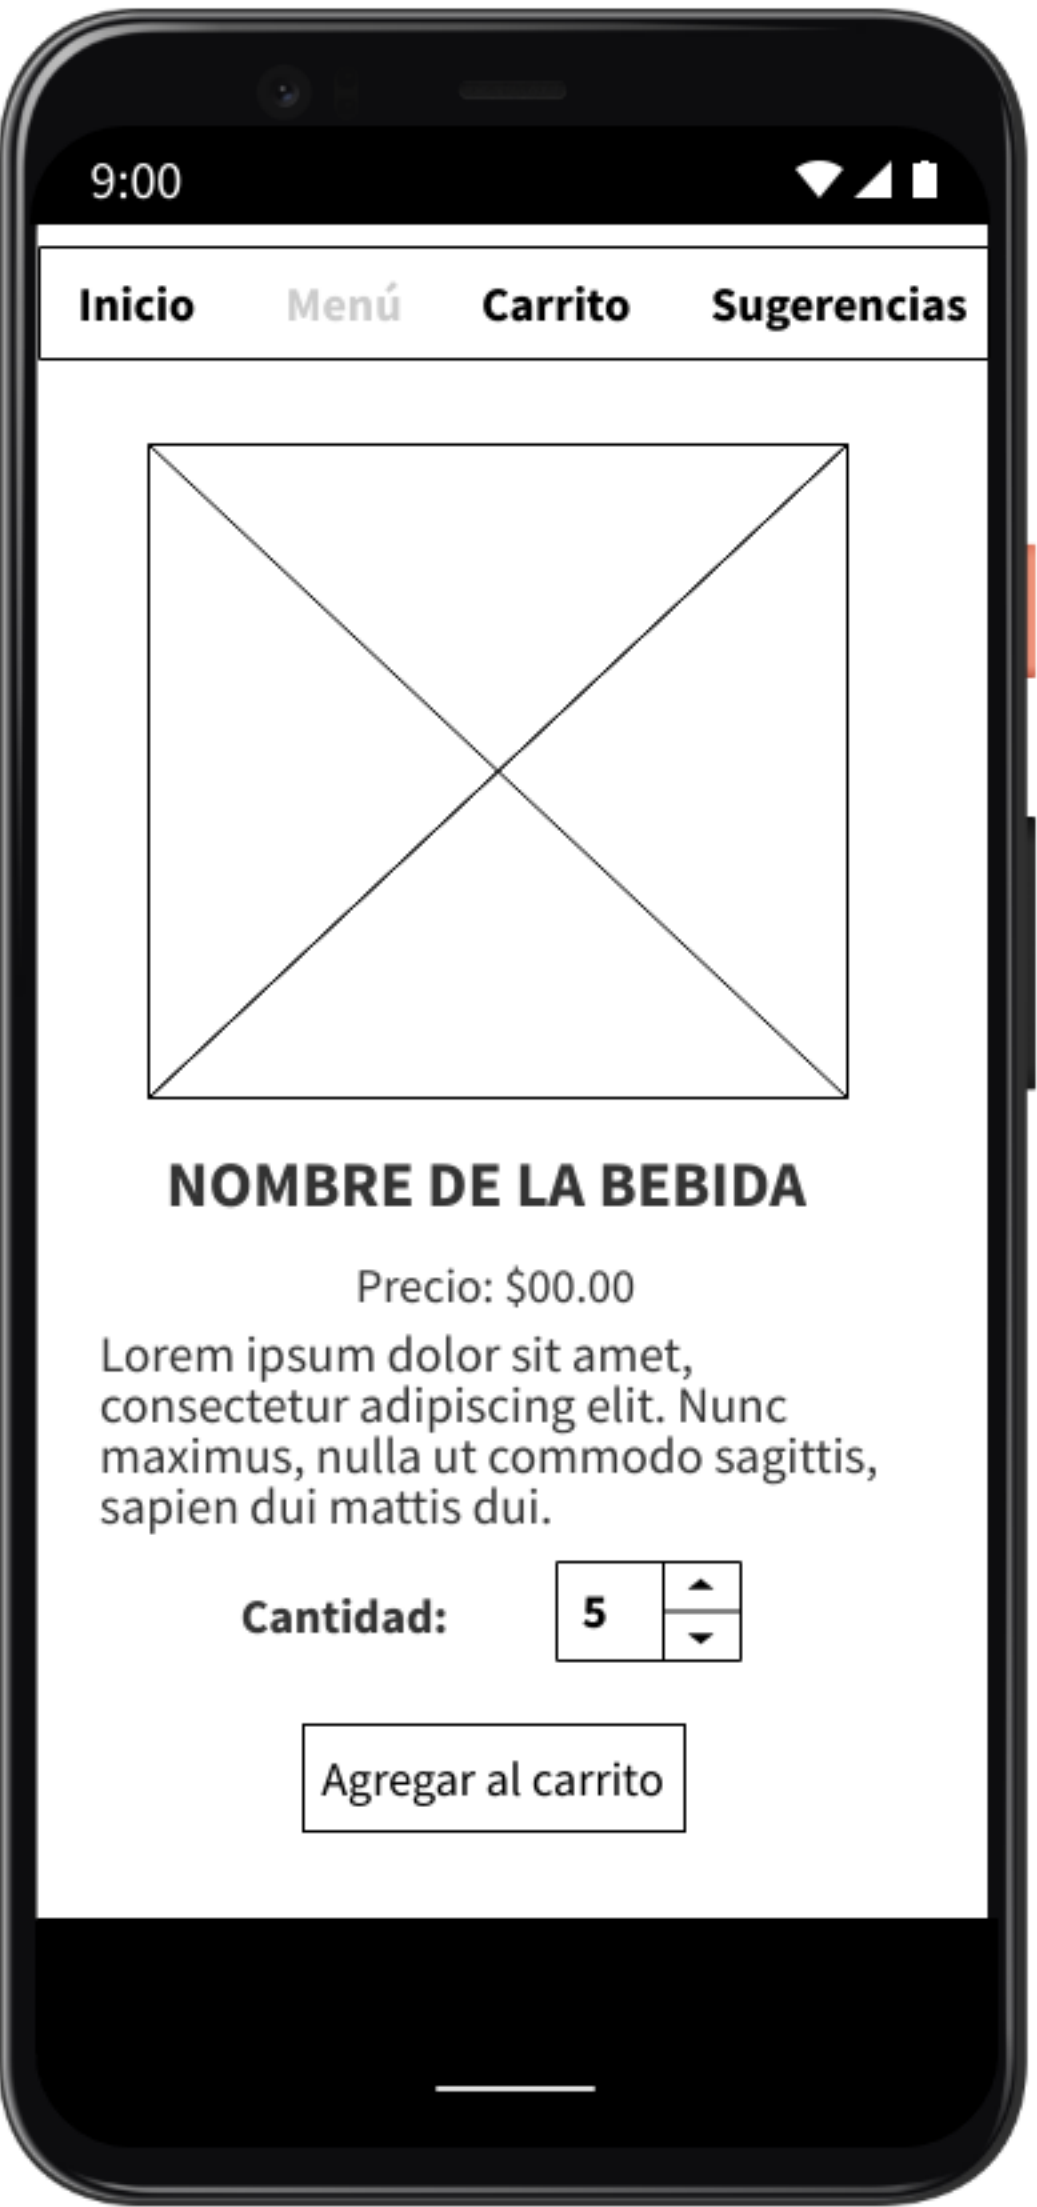 9:00
Inicio Menú Carrito Sugerencias
NOMBRE DE LA BEBIDA
Precio: $00.00
Lorem ipsum dolor sit amet,
consectetur adipiscing elit. Nunc
maximus, nulla ut commodo sagittis,
sapien dui mattis dui.
Cantidad: 5
Agregar al carrito